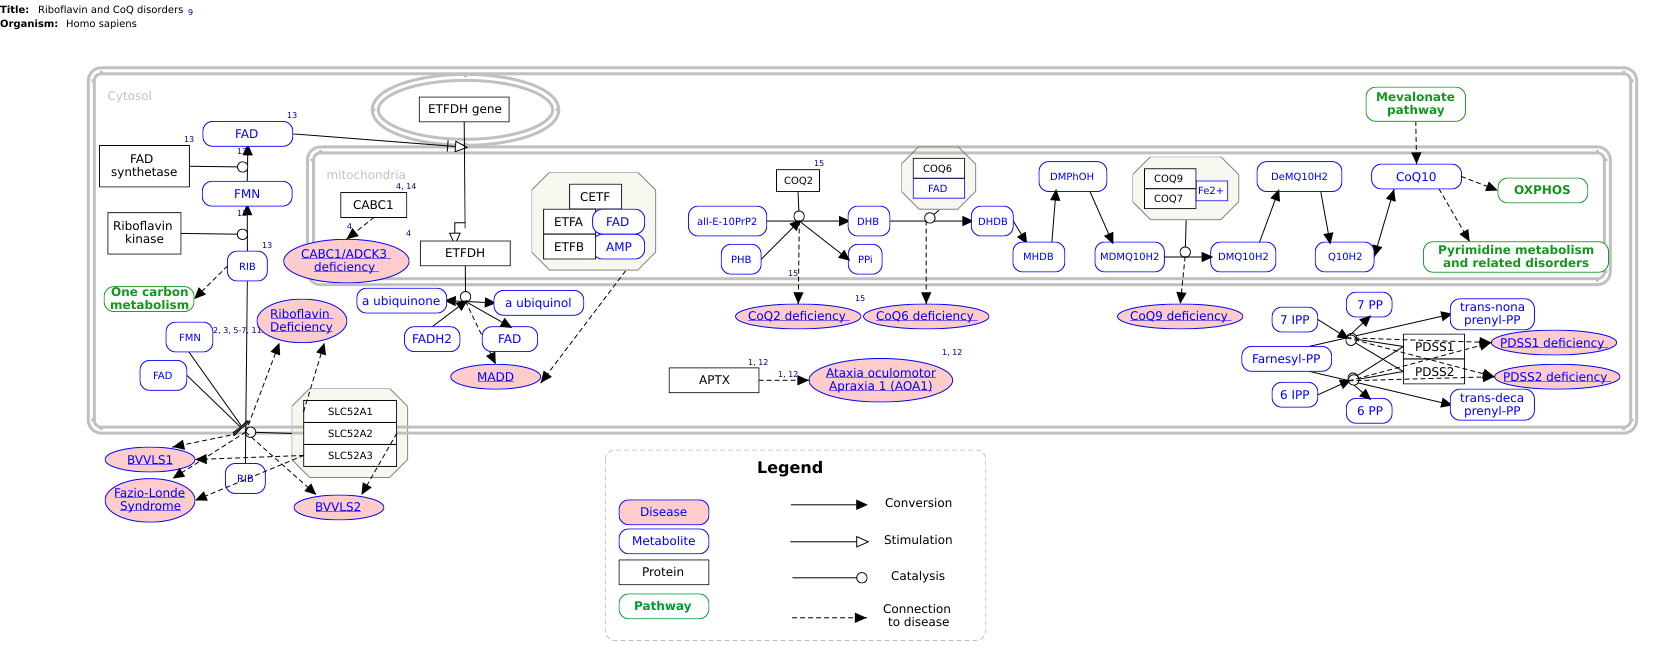 Title: Riboflavin and CoQ disorders 9
Organism: Homo sapiens
Cytosol
ETFDH gene
Mevalonate
pathway
13
FAD
13
FAD
synthetase
FMN
Riboflavin
kinase
13
RIB
One carbon
metabolism
mitochondria
4, 14
CABC1
4
4
CABC1/ADCK3
deficiency
CETF
ETFA
FAD
ETFB
AMP
ETFDH
a ubiquinone
a ubiquinol
FADH2
FAD
MADD
Riboflavin
Deficiency
FMN
2, 3, 5-7, 11
FAD
15
COQ2
all-E-10PrP2
DHB
PHB
PPi
15
COQ6
FAD
DHDB
DMPhOH
MHDB
MDMQ10H2
COQ9
COQ7
Fe2+
DMQ10H2
DeMQ10H2
Q10H2
CoQ10
OXPHOS
Pyrimidine metabolism
and related disorders
CoQ2 deficiency
15
CoQ6 deficiency
CoQ9 deficiency
7 PP
7 IPP
trans-nona
prenyl-PP
Farnesyl-PP
PDSS1
PDSS2
PDSS1 deficiency
PDSS2 deficiency
6 IPP
6 PP
trans-deca
prenyl-PP
APTX
1, 12
1, 12
1, 12
Ataxia oculomotor
Apraxia 1 (AOA1)
SLC52A1
SLC52A2
SLC52A3
BVVLS1
RIB
Fazio-Londe
Syndrome
BVVLS2
Legend
Disease
Conversion
Metabolite
Stimulation
Protein
Catalysis
Pathway
Connection
to disease